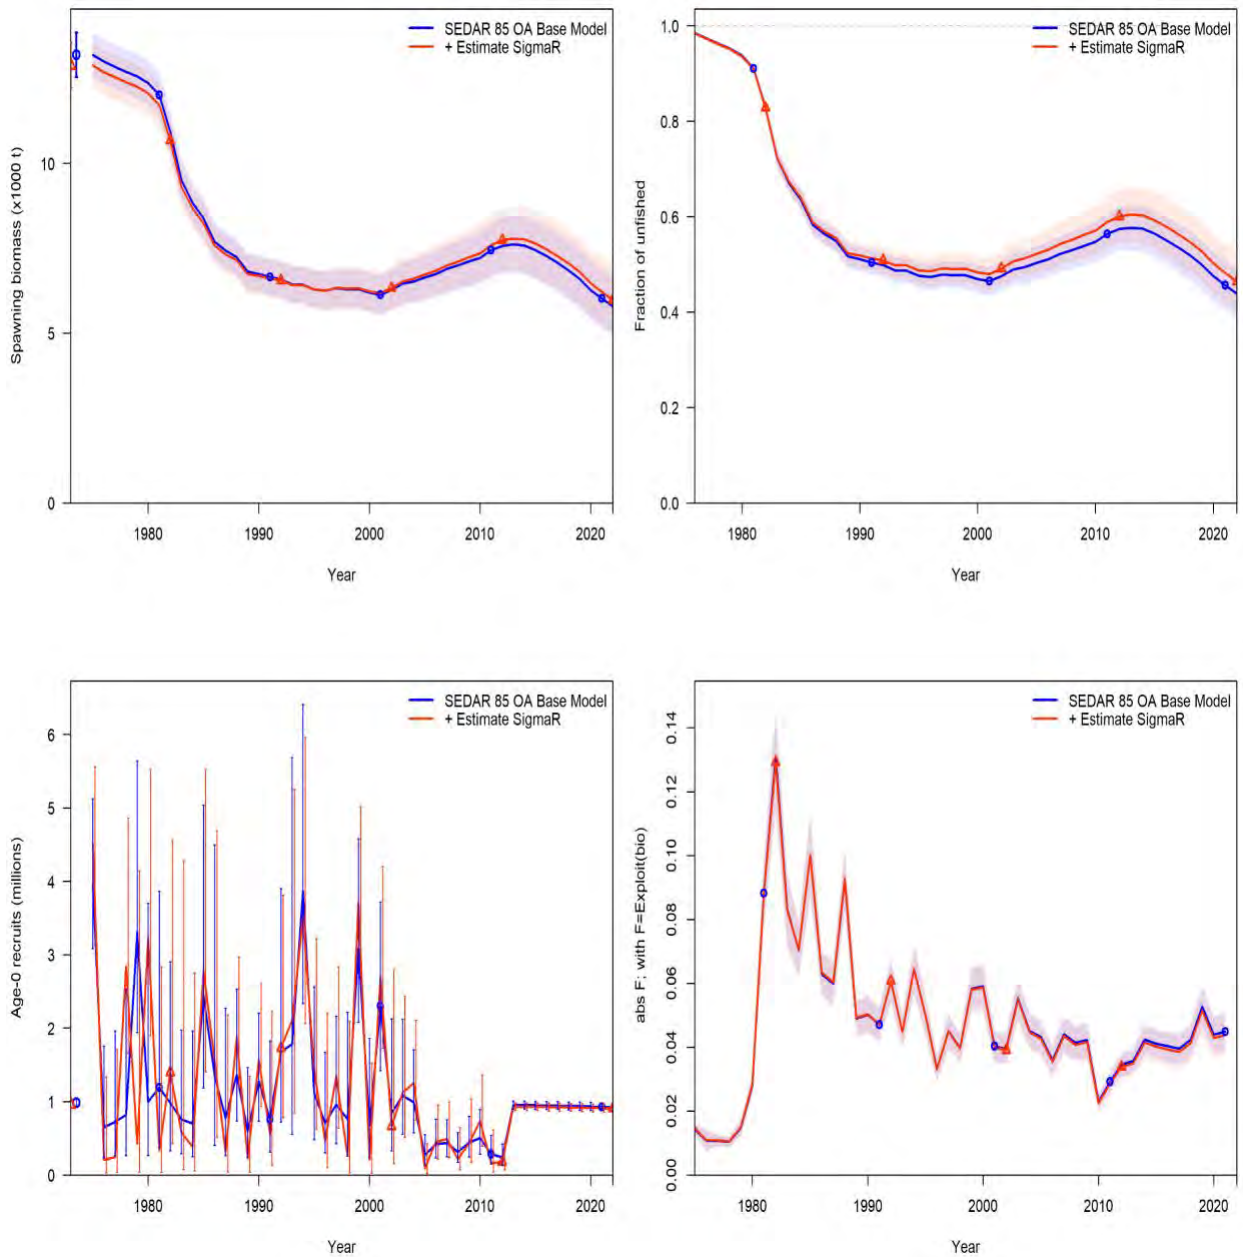 SEDAR 85 OA Base Model
+ Estimate SigmaR
Spawning biomass (x1000 t)
10
5
0
1980
1990
2000
2010
2020
Year
SEDAR 85 OA Base Model
+ Estimate SigmaR
Fraction of unfished
1.0
0.8
0.6
0.4
0.2
0.0
1980
1990
2000
2010
2020
Year
SEDAR 85 OA Base Model
+ Estimate SigmaR
Age-0 recruits (millions)
6
5
4
3
2
1
0
1980
1990
2000
2010
2020
Year
SEDAR 85 OA Base Model
+ Estimate SigmaR
abs F; with F=Exploit(bio)
0.14
0.12
0.10
0.08
0.06
0.04
0.02
0.00
1980
1990
2000
2010
2020
Year